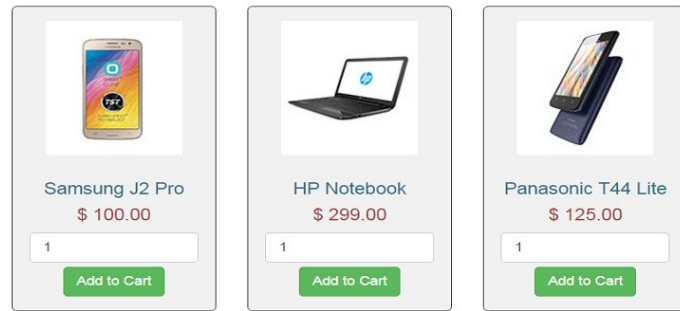 Samsung J2 Pro
$ 100.00
1
Add to Cart
HP Notebook
$ 299.00
1
Add to Cart
Panasonic T44 Lite
$ 125.00
1
Add to Cart